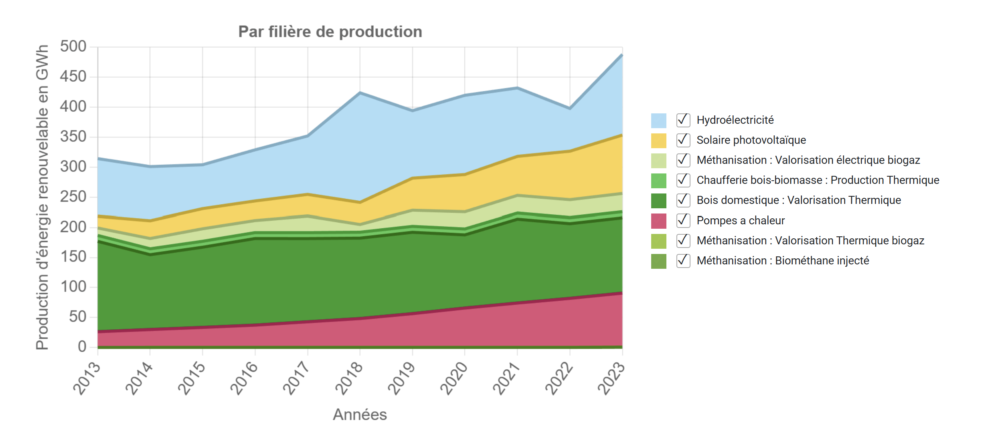 Par filière de production
Production d'énergie renouvelable en GWh
500
450
400
350
300
250
200
150
100
50
0
2013
2014
2015
2016
2017
2018
2019
2020
2021
2022
2023
Années
Hydroélectricité
Solaire photovoltaïque
Méthanisation : Valorisation électrique biogaz
Chaufferie bois-biomasse : Production Thermique
Bois domestique : Valorisation Thermique
Pompes a chaleur
Méthanisation : Valorisation Thermique biogaz
Méthanisation : Biométhane injecté